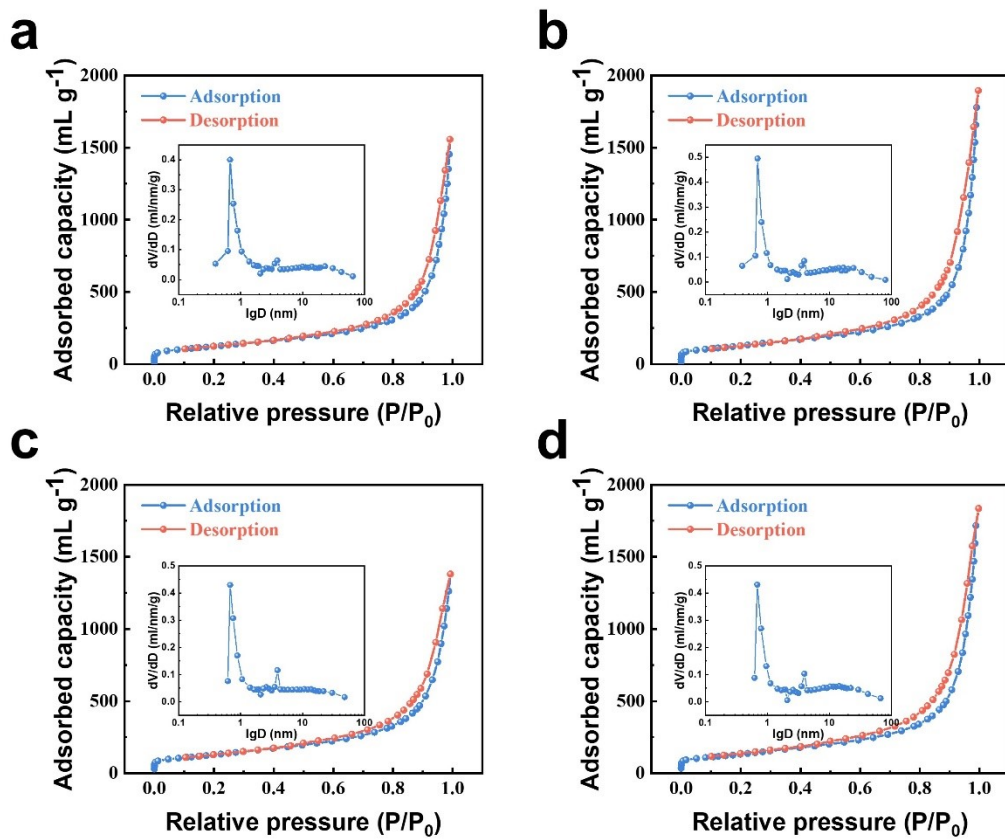 a
Adsorbed capacity (mL g⁻¹)
2000
1500
1000
500
0
Adsorption
Desorption
dV/dD (ml/nm/g)
0.4
0.3
0.2
0.1
0.0
0.1 1 10 100
lgD (nm)
0.0 0.2 0.4 0.6 0.8 1.0
Relative pressure (P/P₀)
b
Adsorbed capacity (mL g⁻¹)
2000
1500
1000
500
0
Adsorption
Desorption
dV/dD (ml/nm/g)
0.5
0.4
0.3
0.2
0.1
0.0
0.1 1 10 100
lgD (nm)
0.0 0.2 0.4 0.6 0.8 1.0
Relative pressure (P/P₀)
c
Adsorbed capacity (mL g⁻¹)
2000
1500
1000
500
0
Adsorption
Desorption
dV/dD (ml/nm/g)
0.5
0.4
0.3
0.2
0.1
0.0
0.1 1 10 100
lgD (nm)
0.0 0.2 0.4 0.6 0.8 1.0
Relative pressure (P/P₀)
d
Adsorbed capacity (mL g⁻¹)
2000
1500
1000
500
0
Adsorption
Desorption
dV/dD (ml/nm/g)
0.5
0.4
0.3
0.2
0.1
0.0
0.1 1 10 100
lgD (nm)
0.0 0.2 0.4 0.6 0.8 1.0
Relative pressure (P/P₀)